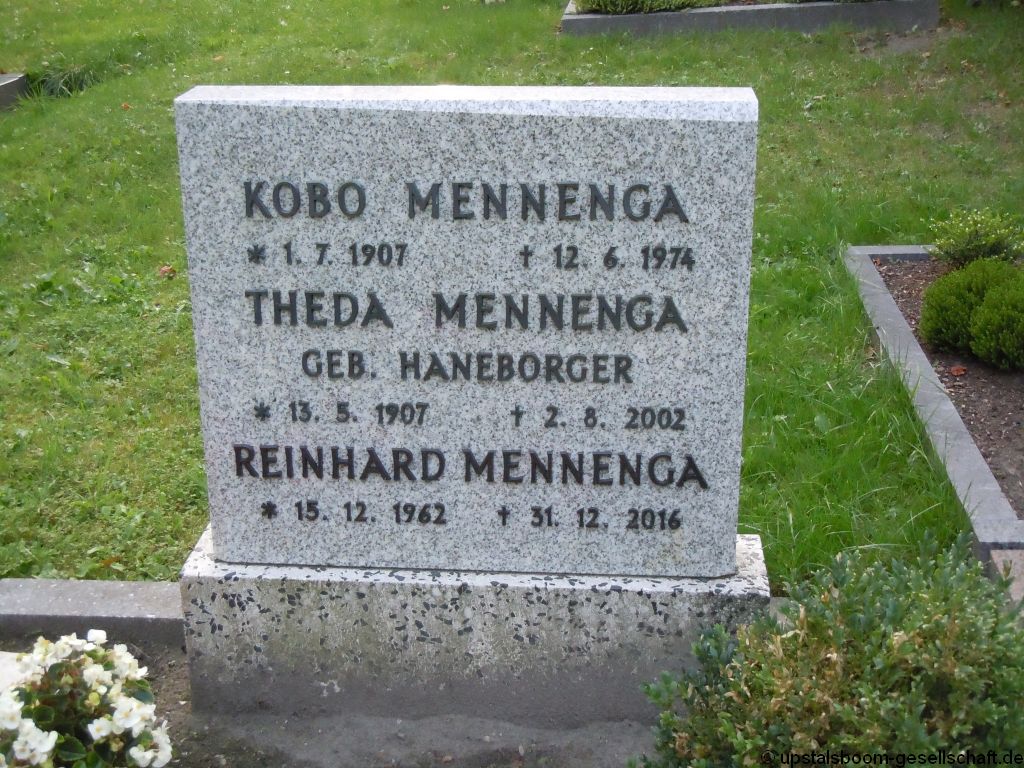 KOBO MENNENGA
* 1. 7. 1907 † 12. 6. 1974
THEDA MENNENGA
GEB. HANEBORGER
* 13. 5. 1907 † 2. 8. 2002
REINHARD MENNENGA
* 15. 12. 1962 † 31. 12. 2016
© upstalsboom-gesellschaft.de